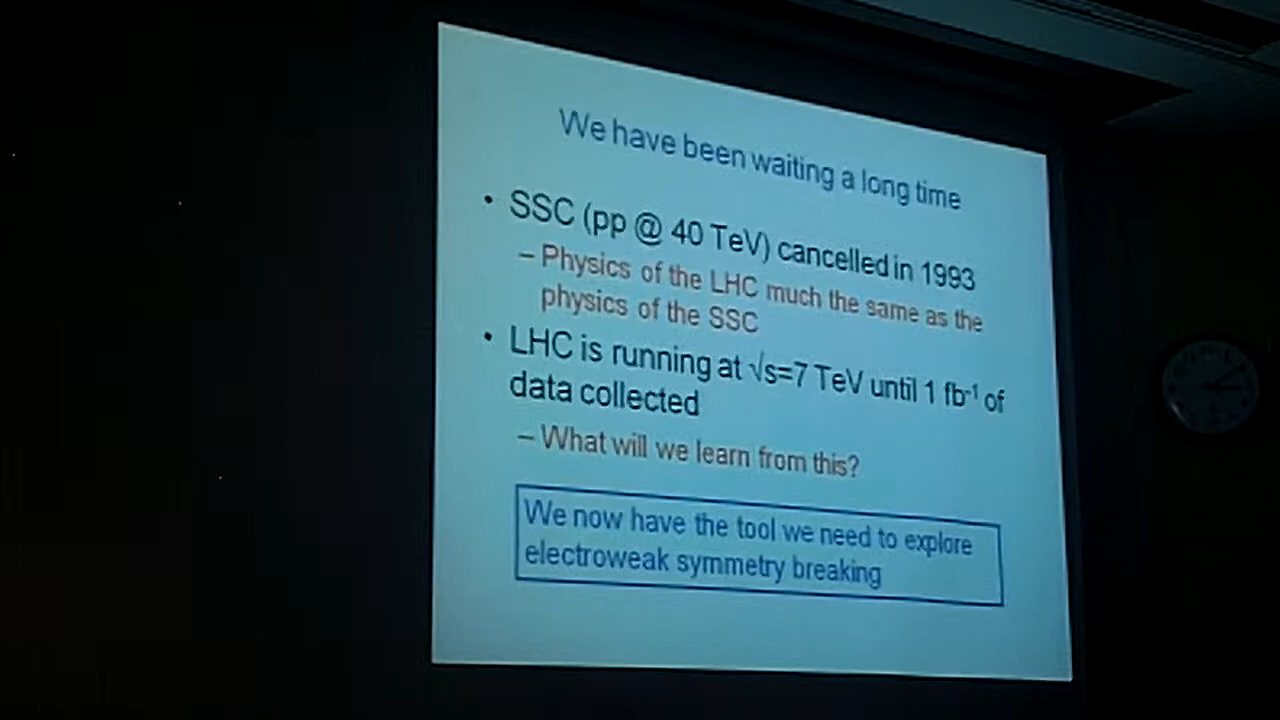 We have been waiting a long time
• SSC (pp @ 40 TeV) cancelled in 1993
– Physics of the LHC much the same as the
physics of the SSC
• LHC is running at √s=7 TeV until 1 fb⁻¹ of
data collected
– What will we learn from this?
We now have the tool we need to explore
electroweak symmetry breaking